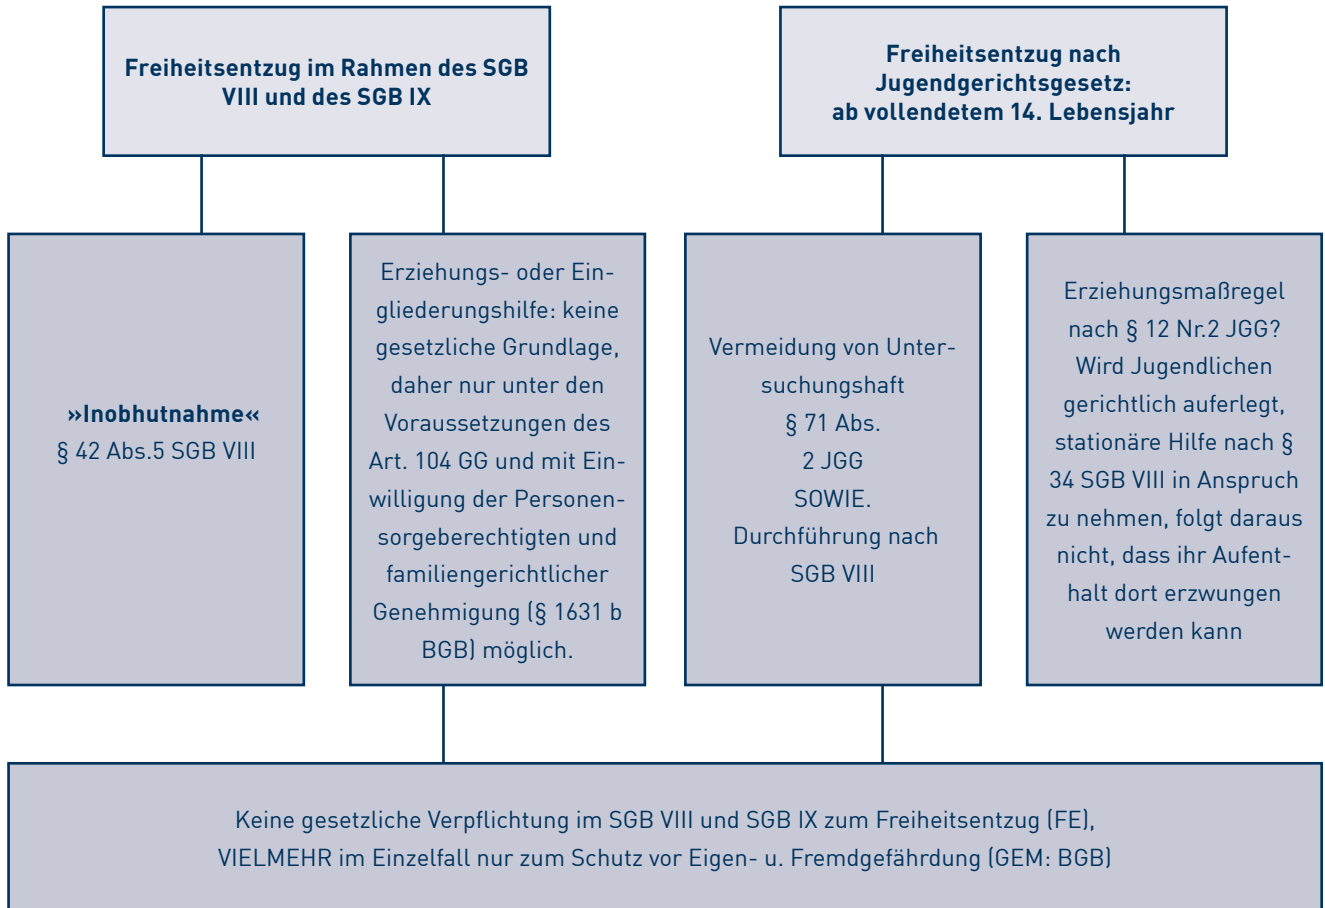 Freiheitsentzug im Rahmen des SGB
VIII und des SGB IX
Freiheitsentzug nach
Jugendgerichtsgesetz:
ab vollendetem 14. Lebensjahr
»Inobhutnahme«
§ 42 Abs.5 SGB VIII
Erziehungs- oder Ein-
gliederungshilfe: keine
gesetzliche Grundlage,
daher nur unter den
Voraussetzungen des
Art. 104 GG und mit Ein-
willigung der Personen-
sorgeberechtigten und
familiengerichtlicher
Genehmigung (§ 1631 b
BGB) möglich.
Vermeidung von Unter-
suchungshaft
§ 71 Abs.
2 JGG
SOWIE.
Durchführung nach
SGB VIII
Erziehungsmaßregel
nach § 12 Nr.2 JGG?
Wird Jugendlichen
gerichtlich auferlegt,
stationäre Hilfe nach §
34 SGB VIII in Anspruch
zu nehmen, folgt daraus
nicht, dass ihr Aufent-
halt dort erzwungen
werden kann
Keine gesetzliche Verpflichtung im SGB VIII und SGB IX zum Freiheitsentzug (FE),
VIELMEHR im Einzelfall nur zum Schutz vor Eigen- u. Fremdgefährdung (GEM: BGB)